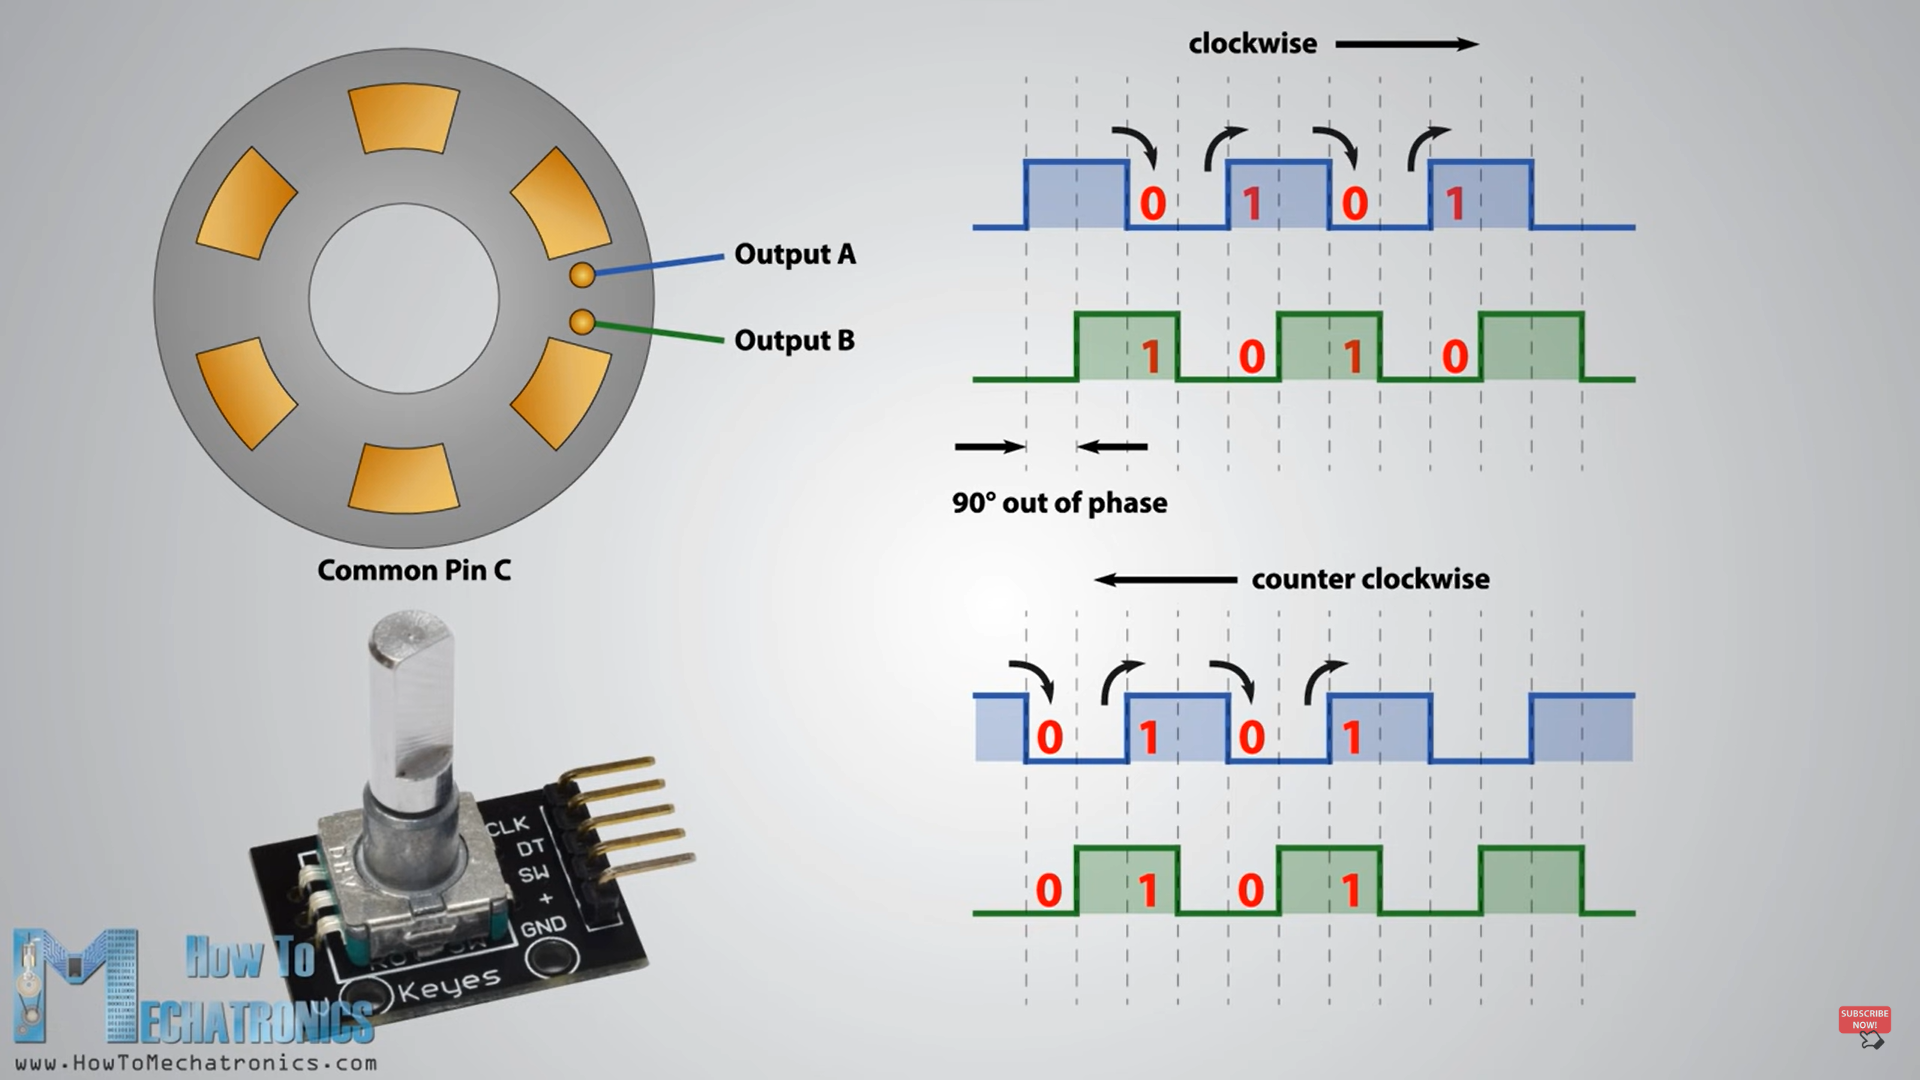 clockwise
0 1 0 1
Output A
Output B
1 0 1 0
90° out of phase
Common Pin C
counter clockwise
0 1 0 1
0 1 0 1
CLK
DT
SW
+
GND
Keyes
How To
MECHATRONICS
www.HowToMechatronics.com
SUBSCRIBE
NOW!